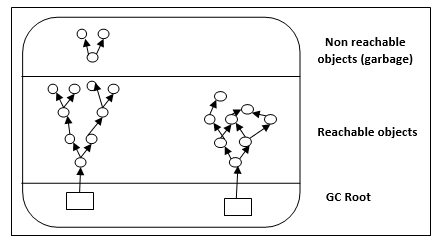 Non reachable
objects (garbage)
Reachable objects
GC Root